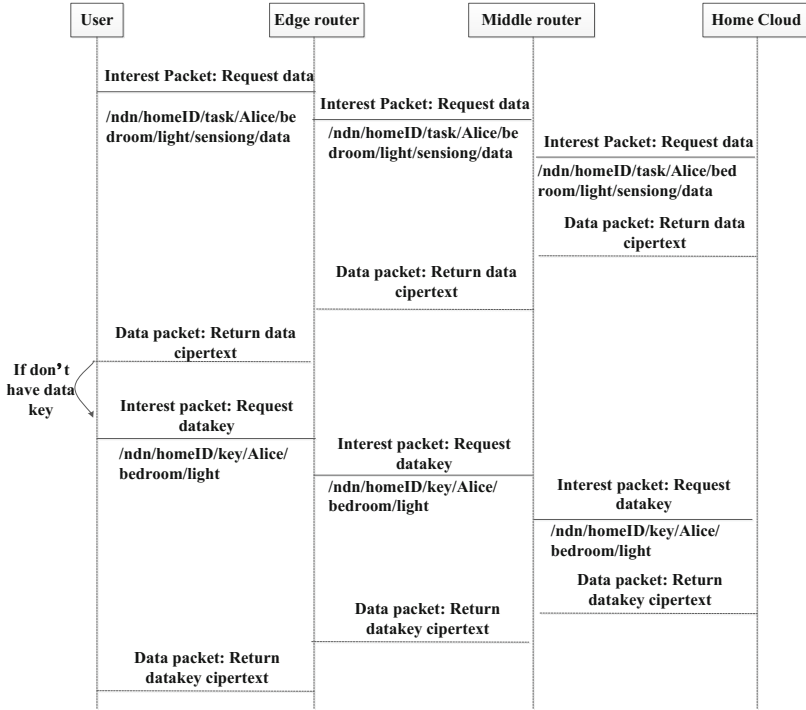 User
Edge router
Middle router
Home Cloud
Interest Packet: Request data
/ndn/homeID/task/Alice/be
droom/light/sensiong/data
Interest Packet: Request data
/ndn/homeID/task/Alice/be
droom/light/sensiong/data
Interest Packet: Request data
/ndn/homeID/task/Alice/bed
room/light/sensiong/data
Data packet: Return data
cipertext
Data packet: Return data
cipertext
Data packet: Return data
cipertext
If don’t
have data
key
Interest packet: Request
datakey
/ndn/homeID/key/Alice/
bedroom/light
Interest packet: Request
datakey
/ndn/homeID/key/Alice/
bedroom/light
Interest packet: Request
datakey
/ndn/homeID/key/Alice/
bedroom/light
Data packet: Return
datakey cipertext
Data packet: Return
datakey cipertext
Data packet: Return
datakey cipertext